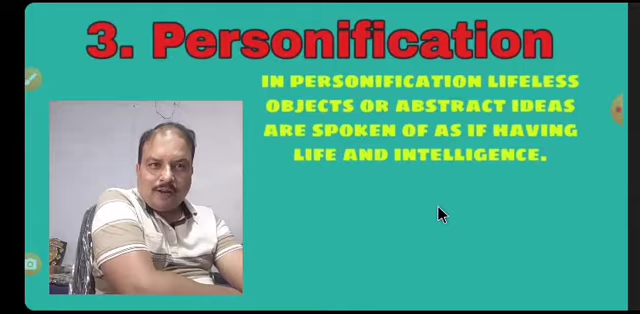 3. Personification
IN PERSONIFICATION LIFELESS
OBJECTS OR ABSTRACT IDEAS
ARE SPOKEN OF AS IF HAVING
LIFE AND INTELLIGENCE.